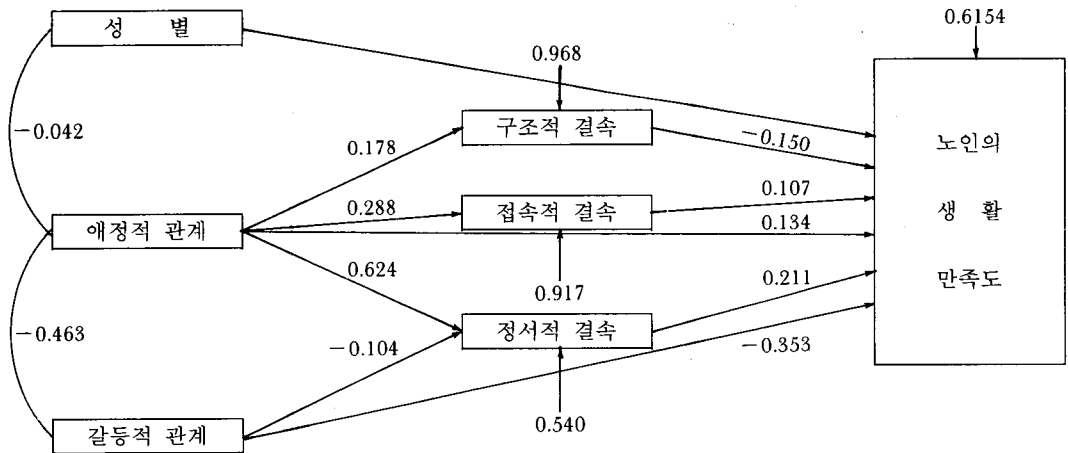 0.6154
성 별
0.968
-0.042
구조적 결속
-0.150
노인의
0.178
0.107
0.288
접속적 결속
생 활
애정적 관계
0.134
0.624
0.211
0.917
만족도
-0.463
정서적 결속
-0.104
-0.353
0.540
갈등적 관계